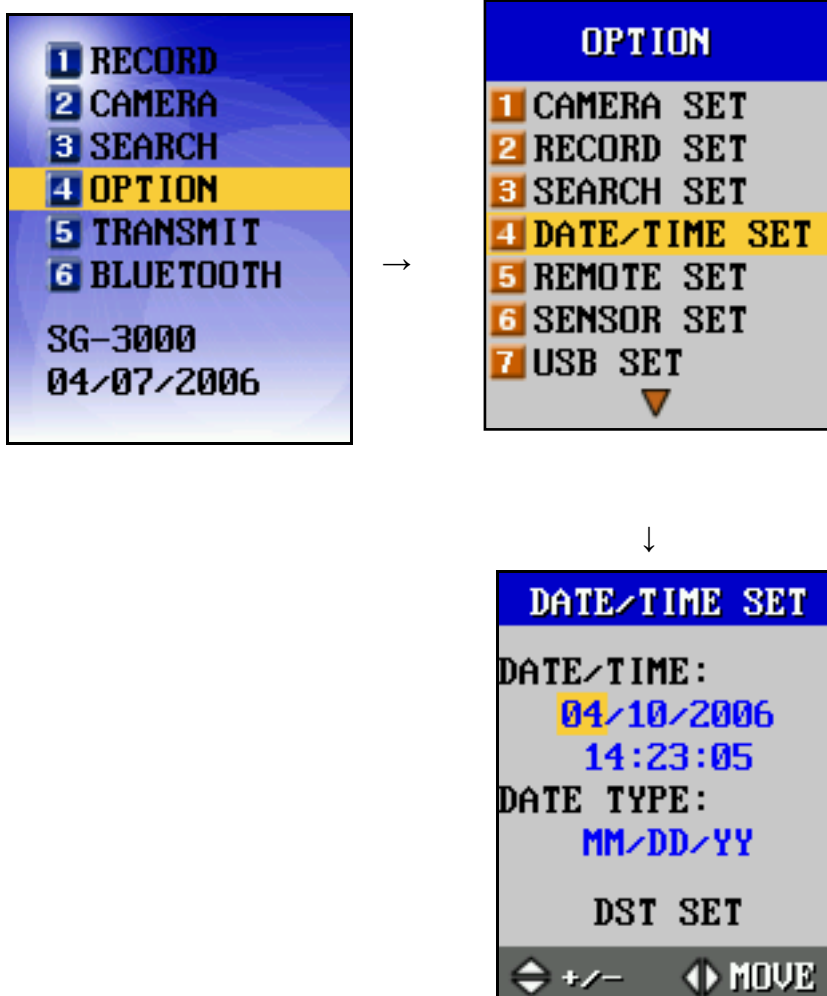 1 RECORD
2 CAMERA
3 SEARCH
4 OPTION
5 TRANSMIT
6 BLUETOOTH
SG-3000
04/07/2006
→
OPTION
1 CAMERA SET
2 RECORD SET
3 SEARCH SET
4 DATE/TIME SET
5 REMOTE SET
6 SENSOR SET
7 USB SET
↓
DATE/TIME SET
DATE/TIME:
04/10/2006
14:23:05
DATE TYPE:
MM/DD/YY
DST SET
+/- MOVE